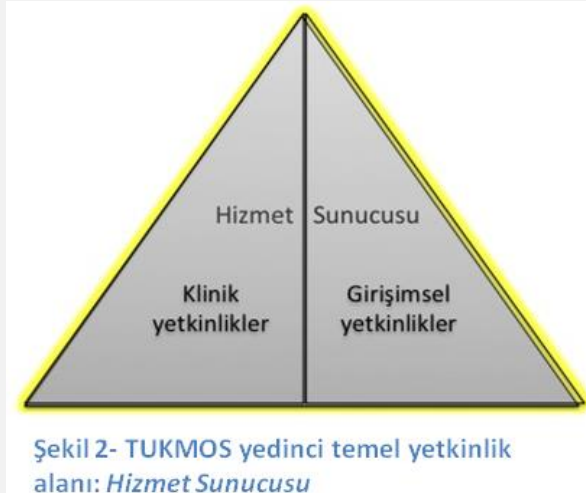 Hizmet Sunucusu
Klinik yetkinlikler
Girişimsel yetkinlikler
Şekil 2- TUKMOS yedinci temel yetkinlik
alanı: Hizmet Sunucusu